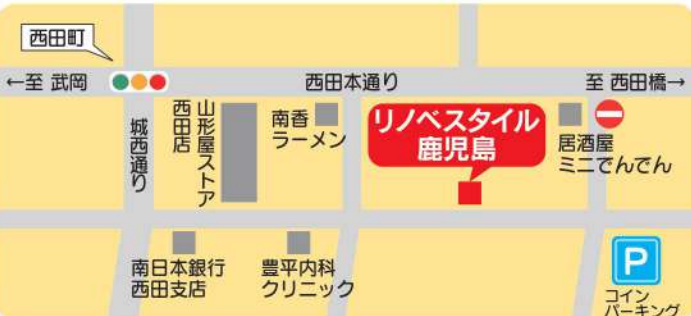 西田町
←至 武岡
西田本通り
至 西田橋→
城西通り
山形屋ストア
西田店
南香
ラーメン
リノベスタイル
鹿児島
居酒屋
ミニでんでん
南日本銀行
西田支店
豊平内科
クリニック
P
コイン
パーキング